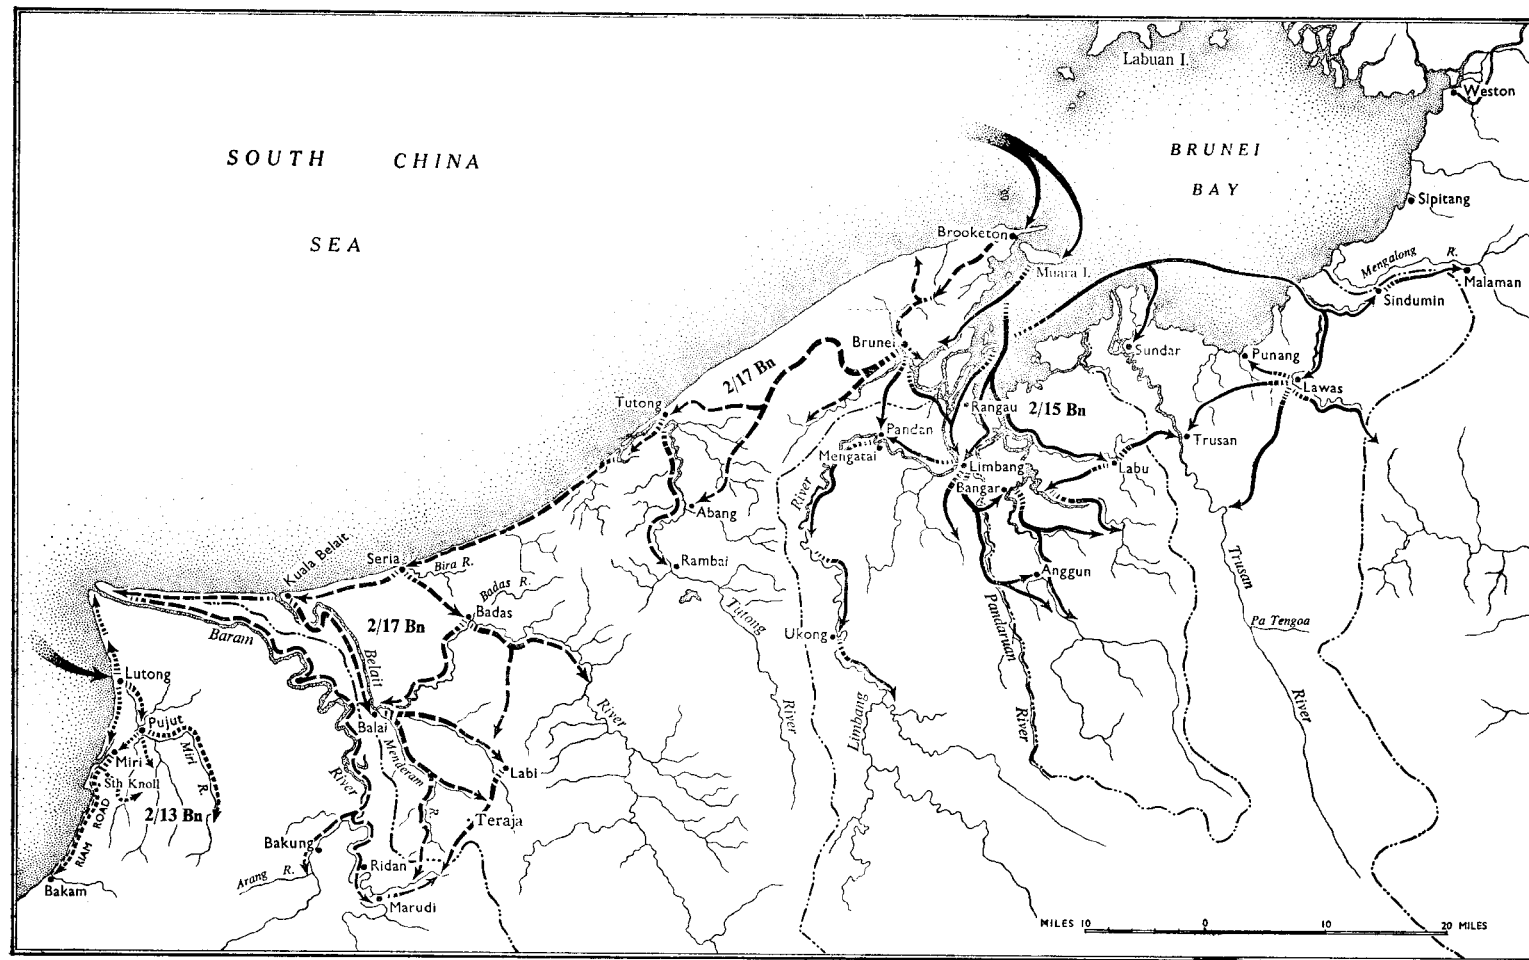 Labuan I.
Weston
SOUTH CHINA
SEA
BRUNEI
BAY
Sipitang
Brooketon
Muara I.
Mengalong R.
Malaman
Sindumin
Brunei
Sundar
Punang
Lawas
2/17 Bn
Tutong
Rangau
2/15 Bn
Pandan
Mengatai
Trusan
Limbang
Labu
Bangar
River
Abang
Kuala Belait
Seria
Bira R.
Rambai
Badas R.
Badas
Anggun
Tutong
River
Trusan
River
Pa Tengoa
Baram
River
2/17 Bn
Belait
Ukong
Pandaruan
River
Limbang
Lutong
Pujut
Miri R.
Balai
Menderam
R.
River
Miri
Sth Knoll
Labi
2/13 Bn
RIAM ROAD
Teraja
Bakung
Ridan
Arang R.
Bakam
Marudi
MILES 10 0 10 20 MILES